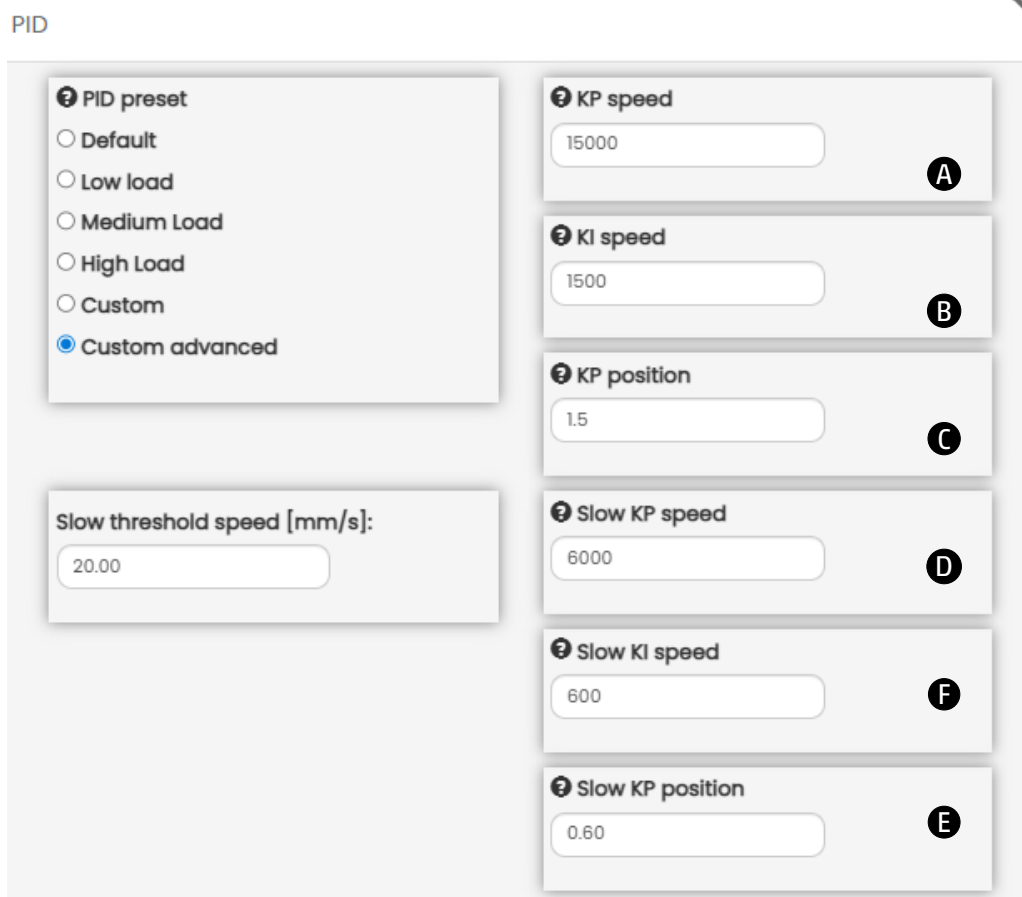 PID
PID preset
Default
Low load
Medium Load
High Load
Custom
Custom advanced
Slow threshold speed [mm/s]:
20.00
KP speed
15000
A
KI speed
1500
B
KP position
1.5
C
Slow KP speed
6000
D
Slow KI speed
600
F
Slow KP position
0.60
E